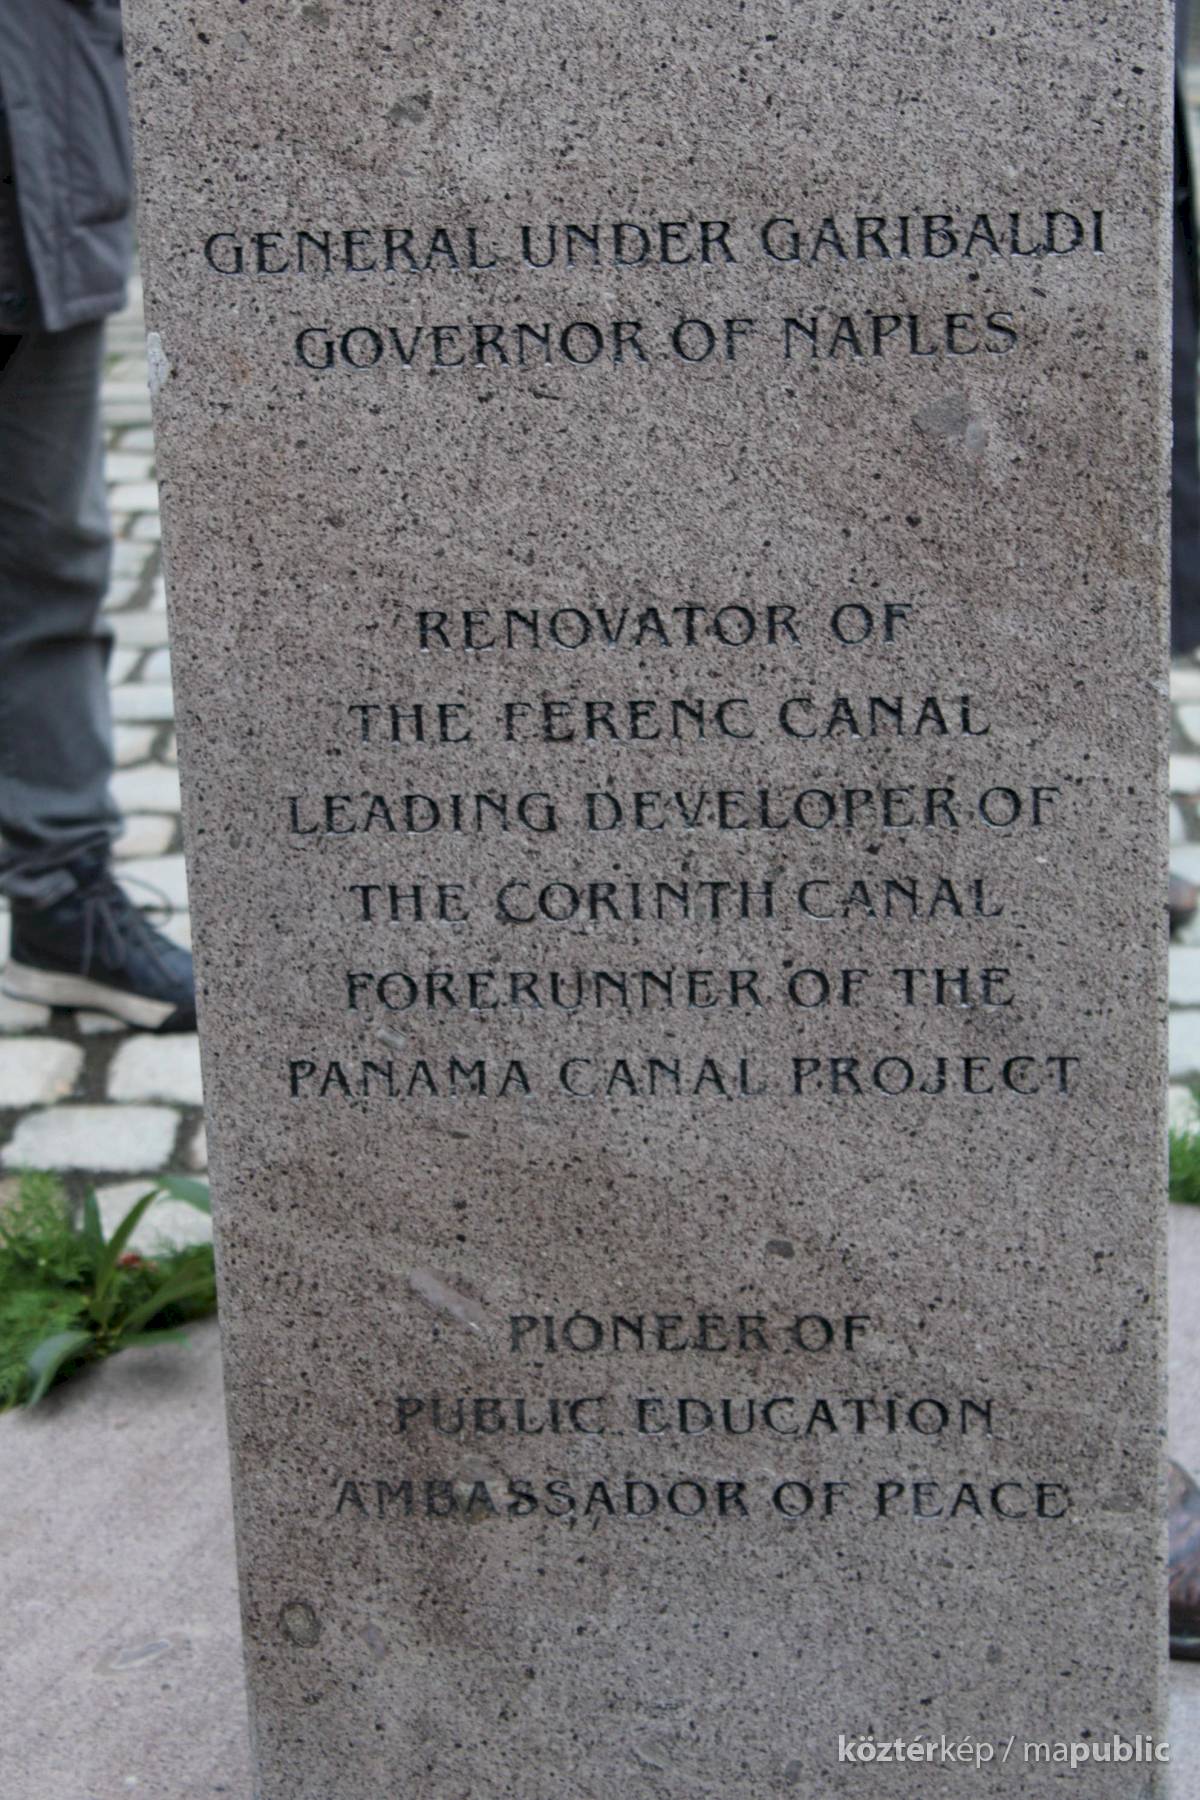 GENERAL UNDER GARIBALDI
GOVERNOR OF NAPLES
RENOVATOR OF
THE FERENC CANAL
LEADING DEVELOPER OF
THE CORINTH CANAL
FORERUNNER OF THE
PANAMA CANAL PROJECT
PIONEER OF
PUBLIC EDUCATION
AMBASSADOR OF PEACE
köztérkép / mapublic